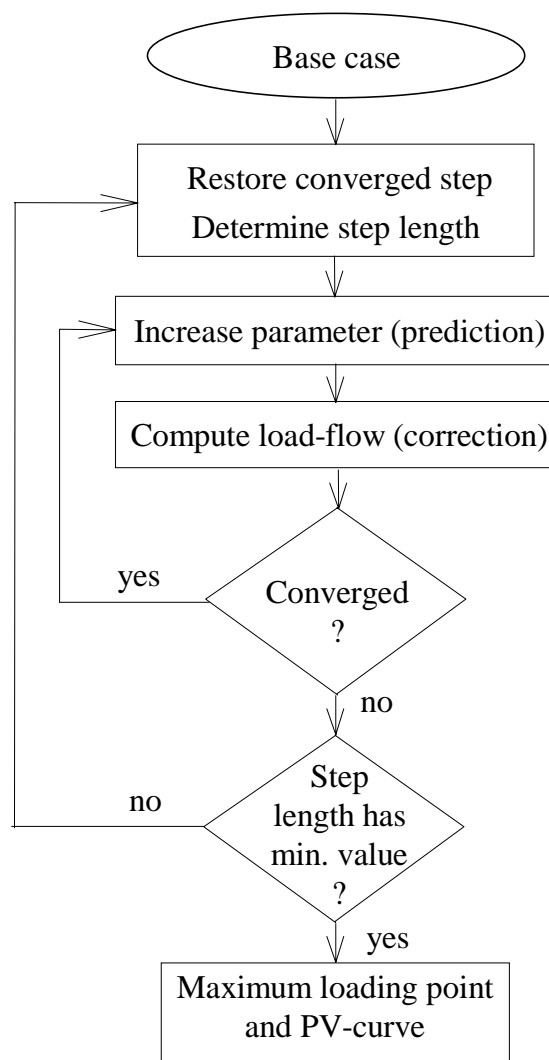 Base case
Restore converged step
Determine step length
Increase parameter (prediction)
Compute load-flow (correction)
yes
Converged
?
no
no
Step
length has
min. value
?
yes
Maximum loading point
and PV-curve